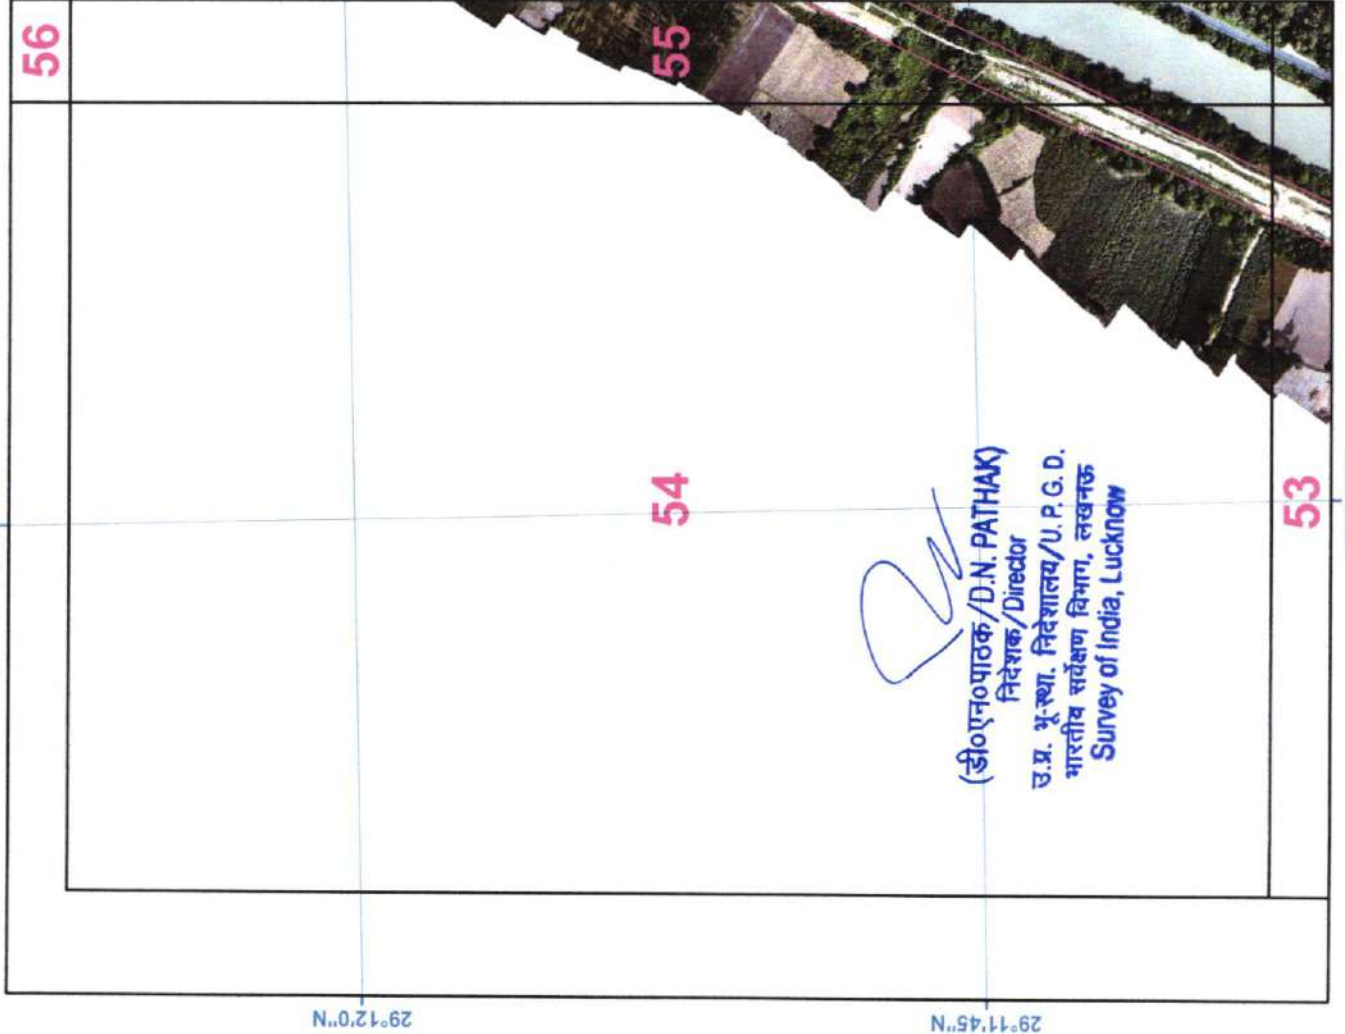 56
55
54
53
(डी०एन०पाठक/D.N. PATHAK)
निदेशक/Director
उ.प्र. भू-स्था. निदेशालय/U.P.G.D.
भारतीय सर्वेक्षण विभाग, लखनऊ
Survey of India, Lucknow
29°12'0"N
29°11'45"N